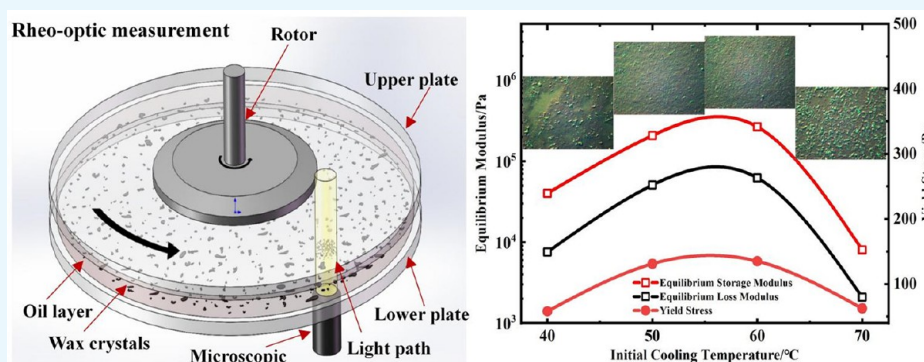 Rheo-optic measurement
Rotor
Upper plate
Oil layer
Wax crystals
Microscopic
Light path
Lower plate
Equilibrium Modulus/Pa
10⁶
10⁵
10⁴
10³
500
400
300
200
100
Equilibrium Storage Modulus
Equilibrium Loss Modulus
Yield Stress
40
50
60
70
Initial Cooling Temperature/℃